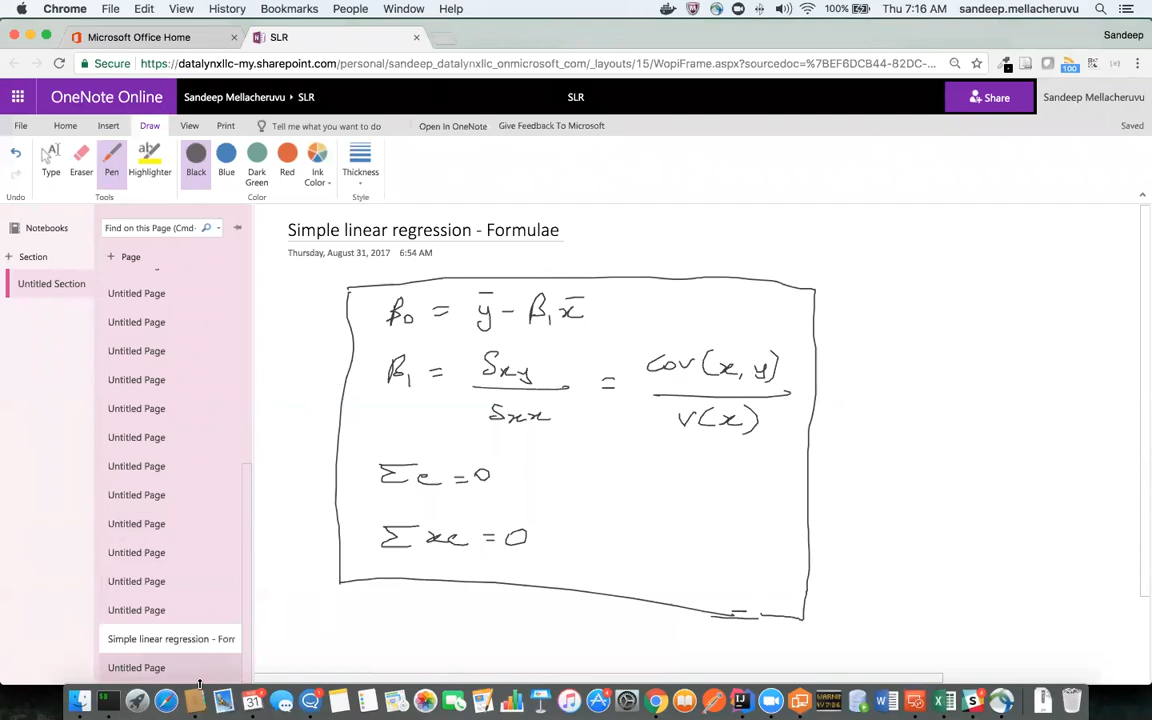 Chrome File Edit View History Bookmarks People Window Help 100% Thu 7:16 AM sandeep.mellacheruvu
Microsoft Office Home × SLR × Sandeep
Secure https://datalynxllc-my.sharepoint.com/personal/sandeep_datalynxllc_onmicrosoft_com/_layouts/15/WopiFrame.aspx?sourcedoc=%7BEF6DCB44-82DC-... 100
OneNote Online Sandeep Mellacheruvu ▸ SLR SLR Share Sandeep Mellacheruvu
File Home Insert Draw View Print Tell me what you want to do Open In OneNote Give Feedback To Microsoft Saved
Type Eraser Pen Highlighter Black Blue Dark Green Red Ink Color Thickness
Undo Tools Color Style
Notebooks Find on this Page (Cmd-
Section + Page
Untitled Section
Untitled Page
Untitled Page
Untitled Page
Untitled Page
Untitled Page
Untitled Page
Untitled Page
Untitled Page
Untitled Page
Untitled Page
Untitled Page
Untitled Page
Simple linear regression - Form
Untitled Page
Simple linear regression - Formulae
Thursday, August 31, 2017 6:54 AM
β₀ = ȳ - β₁x̄
β₁ = Sxy / Sxx = Cov(x, y) / V(x)
Σe = 0
Σxe = 0
31